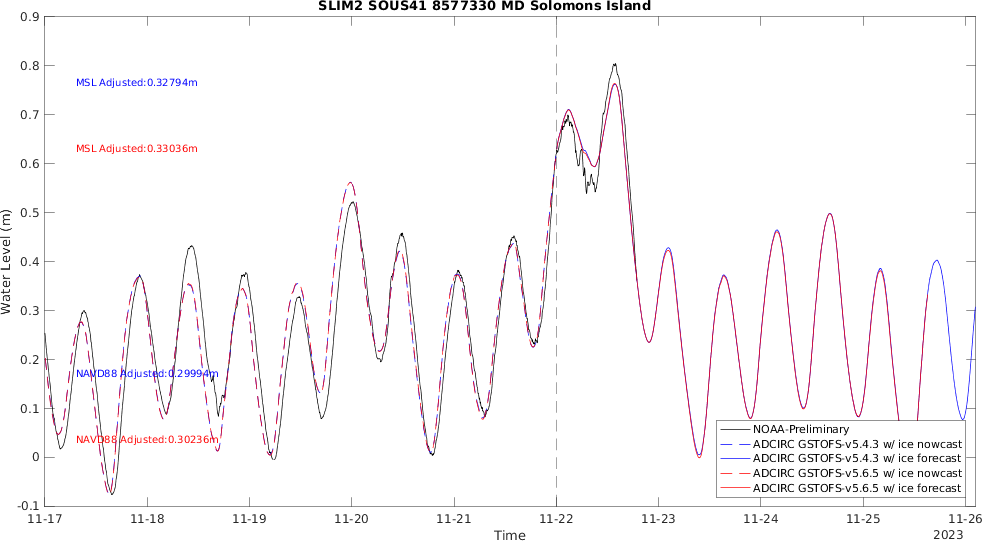 SLIM2 SOUS41 8577330 MD Solomons Island
Water Level (m)
0.9
0.8
0.7
0.6
0.5
0.4
0.3
0.2
0.1
0
-0.1
MSL Adjusted:0.32794m
MSL Adjusted:0.33036m
NAVD88 Adjusted:0.29994m
NAVD88 Adjusted:0.30236m
NOAA-Preliminary
ADCIRC GSTOFS-v5.4.3 w/ ice nowcast
ADCIRC GSTOFS-v5.4.3 w/ ice forecast
ADCIRC GSTOFS-v5.6.5 w/ ice nowcast
ADCIRC GSTOFS-v5.6.5 w/ ice forecast
11-17 11-18 11-19 11-20 11-21 11-22 11-23 11-24 11-25 11-26
Time
2023